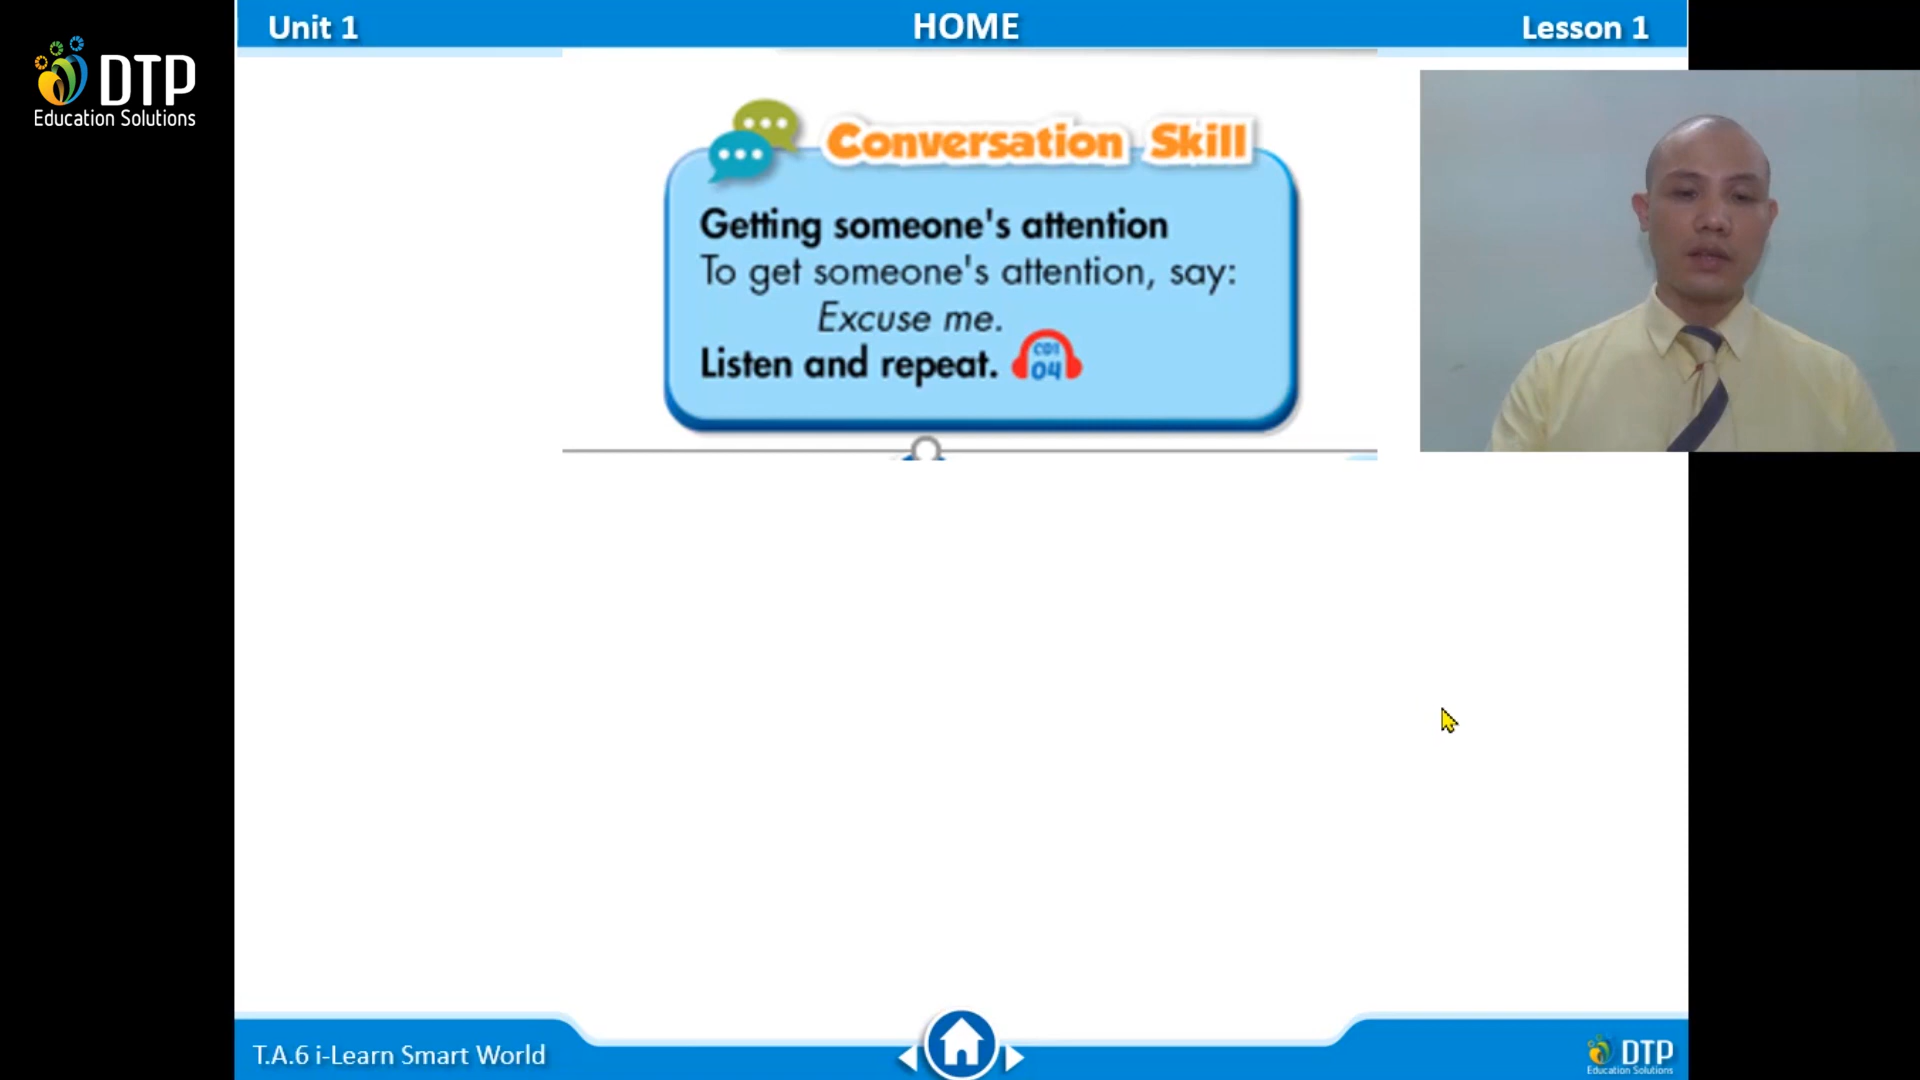 Unit 1
HOME
Lesson 1
DTP
Education Solutions
Conversation Skill
Getting someone's attention
To get someone's attention, say:
Excuse me.
Listen and repeat.
CD1
04
T.A.6 i-Learn Smart World
DTP
Education Solutions